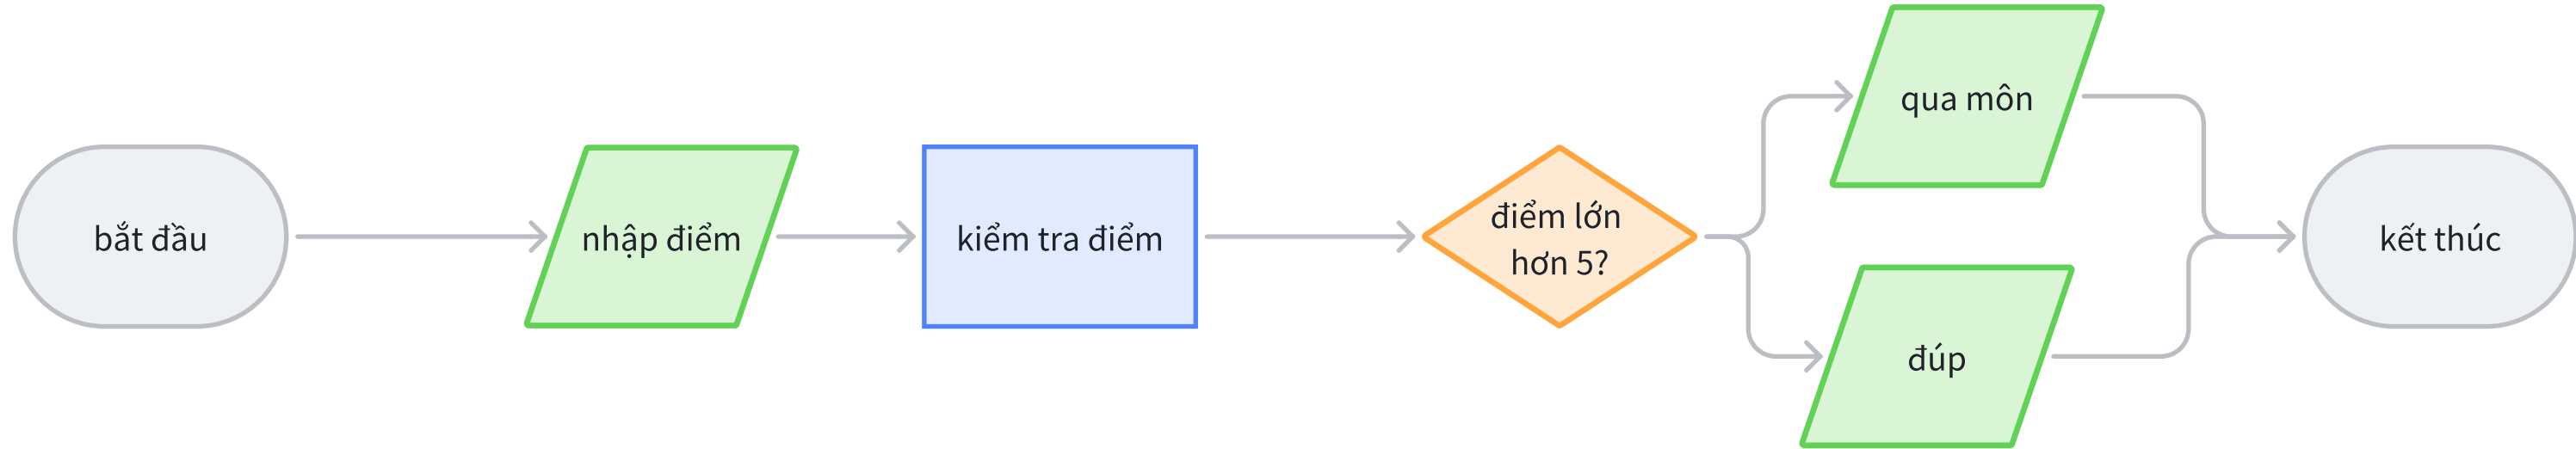 bắt đầu
nhập điểm
kiểm tra điểm
điểm lớn
hơn 5?
qua môn
đúp
kết thúc